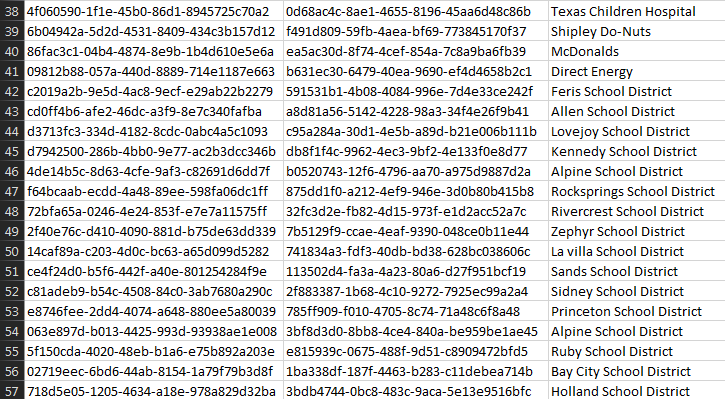 38 4f060590-1f1e-45b0-86d1-8945725c70a2 0d68ac4c-8ae1-4655-8196-45aa6d48c86b Texas Children Hospital
39 6b04942a-5d2d-4531-8409-434c3b157d12 f491d809-59fb-4aea-bf69-773845170f37 Shipley Do-Nuts
40 86fac3c1-04b4-4874-8e9b-1b4d610e5e6a ea5ac30d-8f74-4cef-854a-7c8a9ba6fb39 McDonalds
41 09812b88-057a-440d-8889-714e1187e663 b631ec30-6479-40ea-9690-ef4d4658b2c1 Direct Energy
42 c2019a2b-9e5d-4ac8-9ecf-e29ab22b2279 591531b1-4b08-4084-996e-7d4e33ce242f Feris School District
43 cd0ff4b6-afe2-46dc-a3f9-8e7c340fafba a8d81a56-5142-4228-98a3-34f4e26f9b41 Allen School District
44 d3713fc3-334d-4182-8cdc-0abc4a5c1093 c95a284a-30d1-4e5b-a89d-b21e006b111b Lovejoy School District
45 d7942500-286b-4bb0-9e77-ac2b3dcc346b db8f1f4c-9962-4ec3-9bf2-4e133f0e8d77 Kennedy School District
46 4de14b5c-8d63-4cfe-9af3-c82691d6dd7f b0520743-12f6-4796-aa70-a975d9887d2a Alpine School District
47 f64bcaab-ecdd-4a48-89ee-598fa06dc1ff 875dd1f0-a212-4ef9-946e-3d0b80b415b8 Rocksprings School District
48 72bfa65a-0246-4e24-853f-e7e7a11575ff 32fc3d2e-fb82-4d15-973f-e1d2acc52a7c Rivercrest School District
49 2f40e76c-d410-4090-881d-b75de63dd339 7b5129f9-ccae-4eaf-9390-048ce0b11e44 Zephyr School District
50 14caf89a-c203-4d0c-bc63-a65d099d5282 741834a3-fdf3-40db-bd38-628bc038606c La villa School District
51 ce4f24d0-b5f6-442f-a40e-801254284f9e 113502d4-fa3a-4a23-80a6-d27f951bcf19 Sands School District
52 c81adeb9-b54c-4508-84c0-3ab7680a290c 2f883387-1b68-4c10-9272-7925ec99a2a4 Sidney School District
53 e8746fee-2dd4-4074-a648-880ee5a80039 785ff909-f010-4705-8c74-71a48c6f8a48 Princeton School District
54 063e897d-b013-4425-993d-93938ae1e008 3bf8d3d0-8bb8-4ce4-840a-be959be1ae45 Alpine School District
55 5f150cda-4020-48eb-b1a6-e75b892a203e e815939c-0675-488f-9d51-c8909472bfd5 Ruby School District
56 02719eec-6bd6-44ab-8154-1a79f79b3d8f 1ba338df-187f-4463-b283-c11debea714b Bay City School District
57 718d5e05-1205-4634-a18e-978a829d32ba 3bdb4744-0bc8-483c-9aca-5e13e9516bfc Holland School District